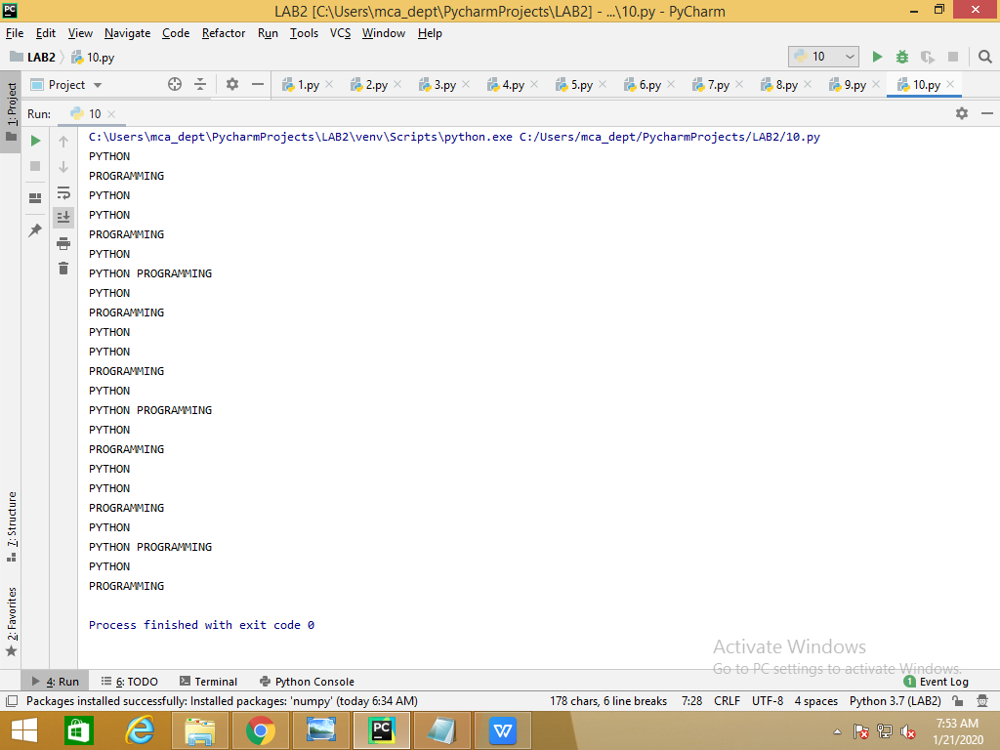 LAB2 [C:\Users\mca_dept\PycharmProjects\LAB2] - ...\10.py - PyCharm
File Edit View Navigate Code Refactor Run Tools VCS Window Help
LAB2 10.py 10
1: Project
Project 1.py 2.py 3.py 4.py 5.py 6.py 7.py 8.py 9.py 10.py
Run: 10
C:\Users\mca_dept\PycharmProjects\LAB2\venv\Scripts\python.exe C:/Users/mca_dept/PycharmProjects/LAB2/10.py
PYTHON
PROGRAMMING
PYTHON
PYTHON
PROGRAMMING
PYTHON
PYTHON PROGRAMMING
PYTHON
PROGRAMMING
PYTHON
PYTHON
PROGRAMMING
PYTHON
PYTHON PROGRAMMING
PYTHON
PROGRAMMING
PYTHON
PYTHON
PROGRAMMING
PYTHON
PYTHON PROGRAMMING
PYTHON
PROGRAMMING
Process finished with exit code 0
7: Structure
2: Favorites
Activate Windows
Go to PC settings to activate Windows.
4: Run 6: TODO Terminal Python Console 1 Event Log
Packages installed successfully: Installed packages: 'numpy' (today 6:34 AM) 178 chars, 6 line breaks 7:28 CRLF UTF-8 4 spaces Python 3.7 (LAB2)
7:53 AM
1/21/2020